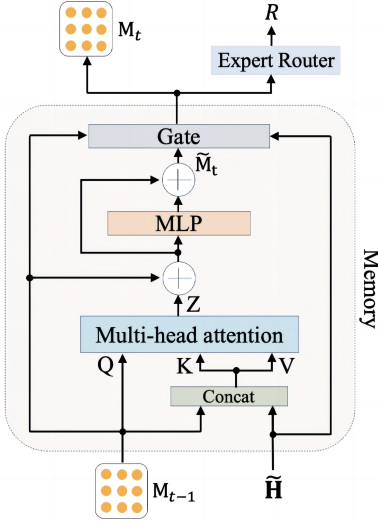 M_t
R
Expert Router
Gate
M̃_t
MLP
Z
Multi-head attention
Q
K
V
Concat
Memory
M_{t−1}
H̃